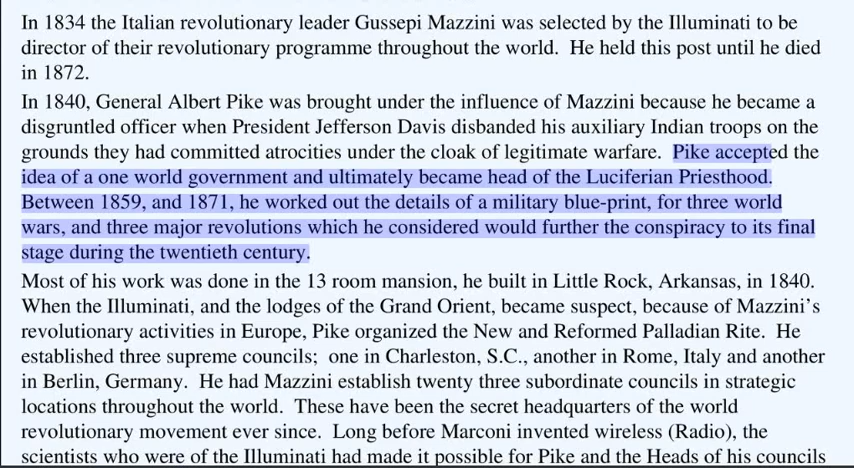 In 1834 the Italian revolutionary leader Gussepi Mazzini was selected by the Illuminati to be
director of their revolutionary programme throughout the world. He held this post until he died
in 1872.
In 1840, General Albert Pike was brought under the influence of Mazzini because he became a
disgruntled officer when President Jefferson Davis disbanded his auxiliary Indian troops on the
grounds they had committed atrocities under the cloak of legitimate warfare. Pike accepted the
idea of a one world government and ultimately became head of the Luciferian Priesthood.
Between 1859, and 1871, he worked out the details of a military blue-print, for three world
wars, and three major revolutions which he considered would further the conspiracy to its final
stage during the twentieth century.
Most of his work was done in the 13 room mansion, he built in Little Rock, Arkansas, in 1840.
When the Illuminati, and the lodges of the Grand Orient, became suspect, because of Mazzini's
revolutionary activities in Europe, Pike organized the New and Reformed Palladian Rite. He
established three supreme councils; one in Charleston, S.C., another in Rome, Italy and another
in Berlin, Germany. He had Mazzini establish twenty three subordinate councils in strategic
locations throughout the world. These have been the secret headquarters of the world
revolutionary movement ever since. Long before Marconi invented wireless (Radio), the
scientists who were of the Illuminati had made it possible for Pike and the Heads of his councils